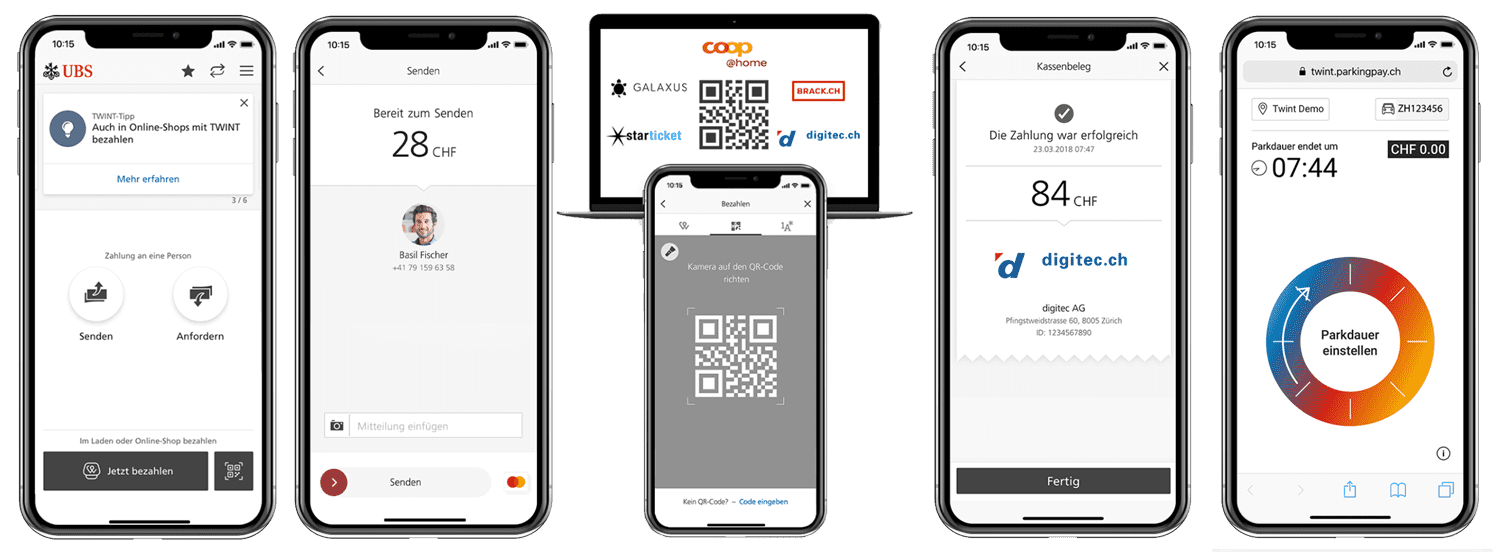 10:15
UBS
TWINT-Tipp
Auch in Online-Shops mit TWINT
bezahlen
Mehr erfahren
3 / 6
Zahlung an eine Person
Senden
Anfordern
Im Laden oder Online-Shop bezahlen
Jetzt bezahlen
10:15
Senden
Bereit zum Senden
28 CHF
Basil Fischer
+41 79 159 63 58
Mitteilung einfügen
Senden
coop
@home
GALAXUS
BRACK.CH
starticket
digitec.ch
10:15
Bezahlen
1A*
Kamera auf den QR-Code
richten
Kein QR-Code? – Code eingeben
10:15
Kassenbeleg
Die Zahlung war erfolgreich
23.03.2018 07:47
84 CHF
digitec.ch
digitec AG
Pfingstweidstrasse 60, 8005 Zürich
ID: 1234567890
Fertig
10:15
twint.parkingpay.ch
Twint Demo
ZH123456
Parkdauer endet um
CHF 0.00
07:44
Parkdauer
einstellen